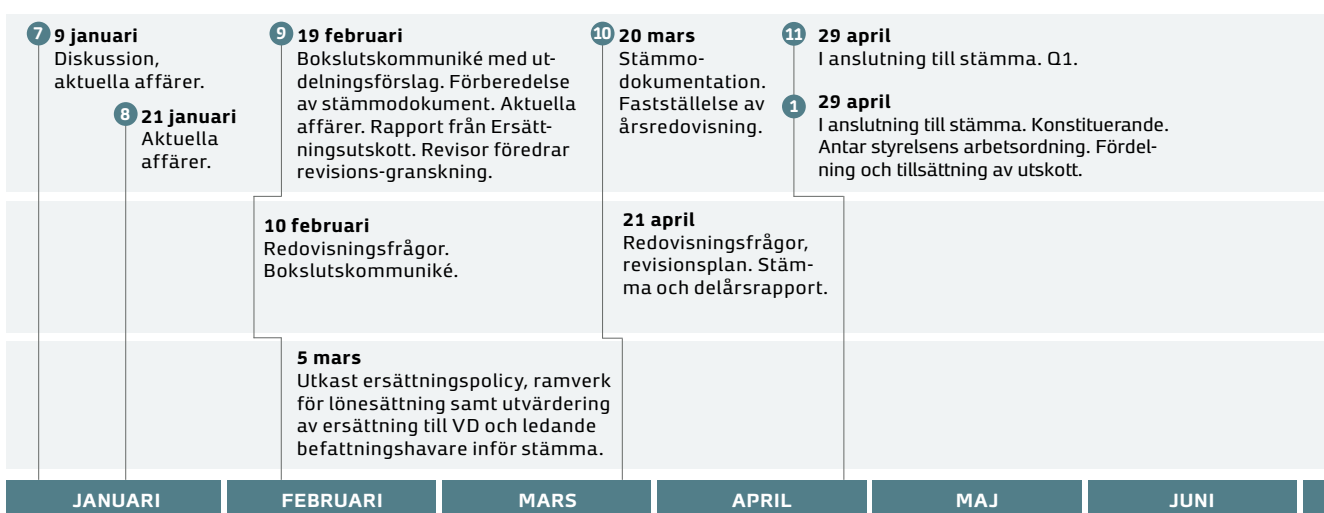 7 9 januari
Diskussion,
aktuella affärer.
8 21 januari
Aktuella
affärer.
9 19 februari
Bokslutskommuniké med ut-
delningsförslag. Förberedelse
av stämmodokument. Aktuella
affärer. Rapport från Ersätt-
ningsutskott. Revisor föredrar
revisions-granskning.
10 20 mars
Stämmo-
dokumentation.
Fastställelse av
årsredovisning.
11 29 april
I anslutning till stämma. Q1.
1 29 april
I anslutning till stämma. Konstituerande.
Antar styrelsens arbetsordning. Fördel-
ning och tillsättning av utskott.
10 februari
Redovisningsfrågor.
Bokslutskommuniké.
21 april
Redovisningsfrågor,
revisionsplan. Stäm-
ma och delårsrapport.
5 mars
Utkast ersättningspolicy, ramverk
för lönesättning samt utvärdering
av ersättning till VD och ledande
befattningshavare inför stämma.
JANUARI FEBRUARI MARS APRIL MAJ JUNI